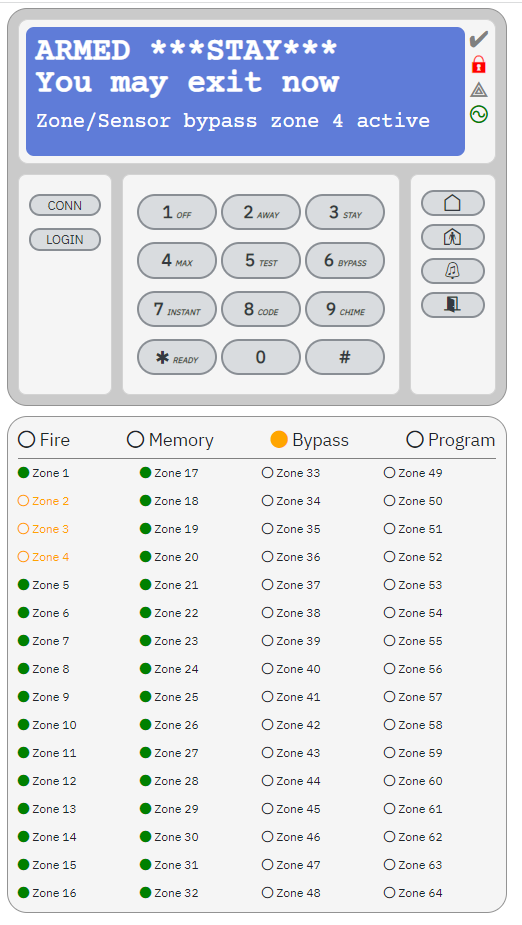 ARMED ***STAY***
You may exit now
Zone/Sensor bypass zone 4 active
CONN
LOGIN
1 OFF
2 AWAY
3 STAY
4 MAX
5 TEST
6 BYPASS
7 INSTANT
8 CODE
9 CHIME
✱ READY
0
#
Fire Memory Bypass Program
Zone 1 Zone 17 Zone 33 Zone 49
Zone 2 Zone 18 Zone 34 Zone 50
Zone 3 Zone 19 Zone 35 Zone 51
Zone 4 Zone 20 Zone 36 Zone 52
Zone 5 Zone 21 Zone 37 Zone 53
Zone 6 Zone 22 Zone 38 Zone 54
Zone 7 Zone 23 Zone 39 Zone 55
Zone 8 Zone 24 Zone 40 Zone 56
Zone 9 Zone 25 Zone 41 Zone 57
Zone 10 Zone 26 Zone 42 Zone 58
Zone 11 Zone 27 Zone 43 Zone 59
Zone 12 Zone 28 Zone 44 Zone 60
Zone 13 Zone 29 Zone 45 Zone 61
Zone 14 Zone 30 Zone 46 Zone 62
Zone 15 Zone 31 Zone 47 Zone 63
Zone 16 Zone 32 Zone 48 Zone 64